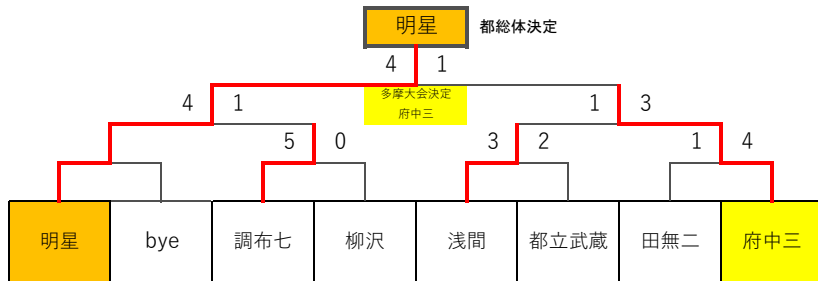 明星 都総体決定
4 1
多摩大会決定
府中三
4 1 1 3
5 0 3 2 1 4
明星 bye 調布七 柳沢 浅間 都立武蔵 田無二 府中三